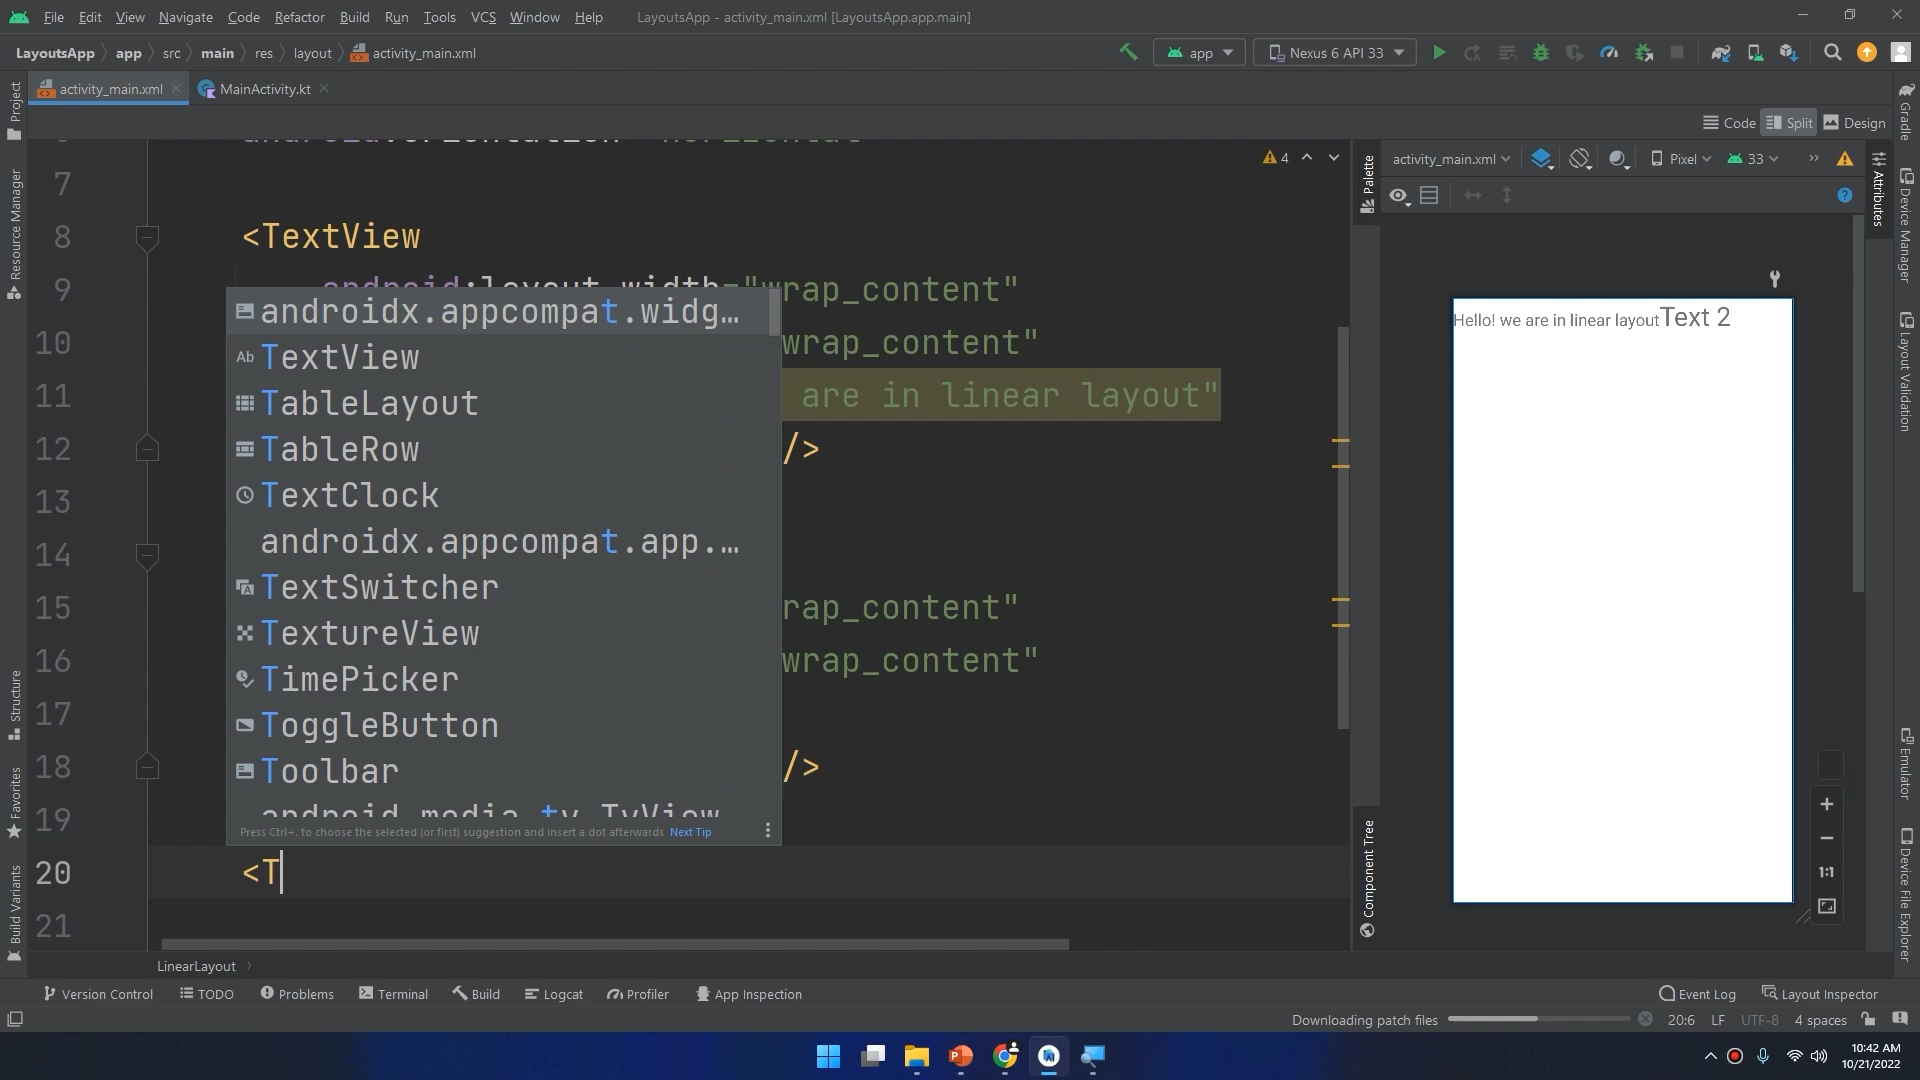 File Edit View Navigate Code Refactor Build Run Tools VCS Window Help LayoutsApp - activity_main.xml [LayoutsApp.app.main]
LayoutsApp app src main res layout activity_main.xml app Nexus 6 API 33
activity_main.xml MainActivity.kt
Code Split Design
4
activity_main.xml Pixel 33
7
8 <TextView
9 android:layout_width="wrap_content"
10 wrap_content"
11 are in linear layout"
12 />
13
14
15 rap_content"
16 wrap_content"
17
18 />
19
20 <T
21
androidx.appcompat.widg…
TextView
TableLayout
TableRow
TextClock
androidx.appcompat.app.…
TextSwitcher
TextureView
TimePicker
ToggleButton
Toolbar
android.media.tv.TvView
Press Ctrl+. to choose the selected (or first) suggestion and insert a dot afterwards Next Tip
Hello! we are in linear layoutText 2
1:1
Project
Resource Manager
Structure
Favorites
Build Variants
Palette
Component Tree
Attributes
Gradle
Device Manager
Layout Validation
Emulator
Device File Explorer
LinearLayout
Version Control TODO Problems Terminal Build Logcat Profiler App Inspection Event Log Layout Inspector
Downloading patch files 20:6 LF UTF-8 4 spaces
10:42 AM
10/21/2022